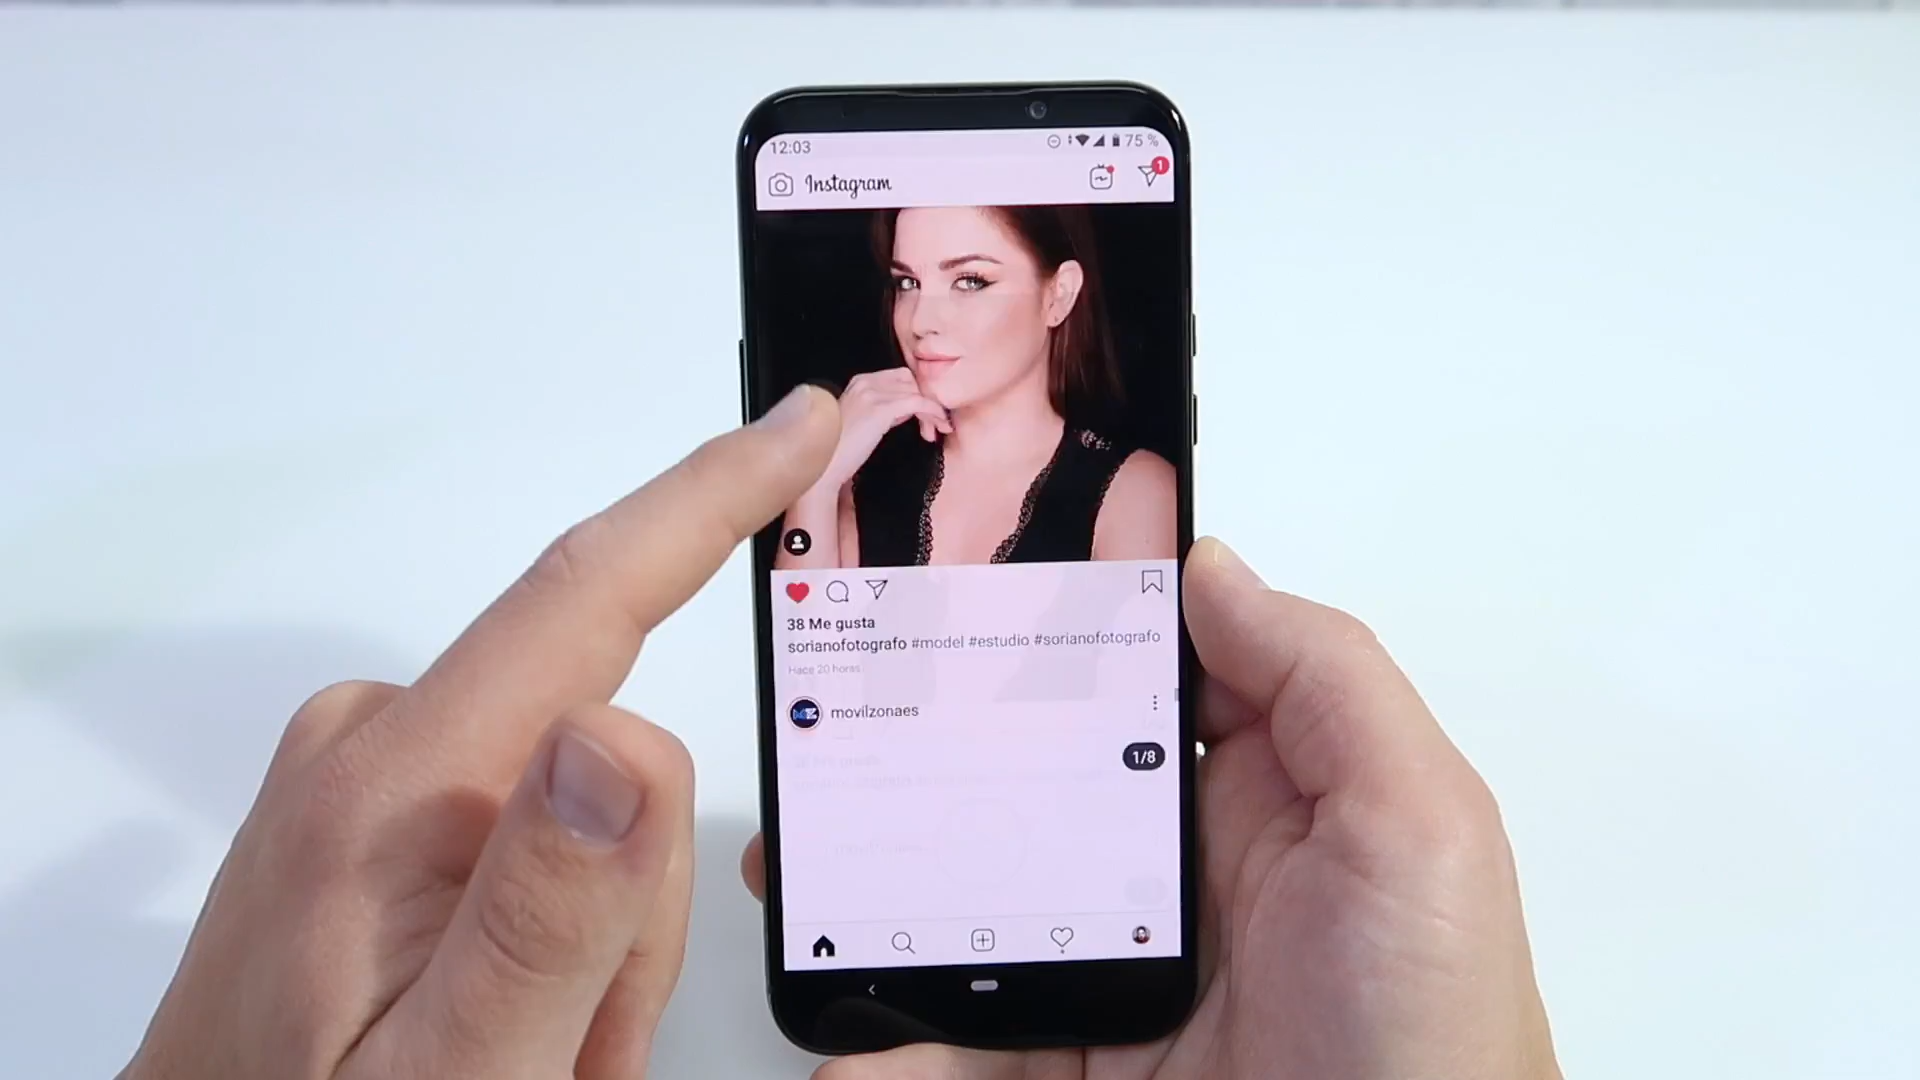 12:03
75 %
Instagram
1
38 Me gusta
sorianofotografo #model #estudio #sorianofotografo
Hace 20 horas
movilzonaes
1/8